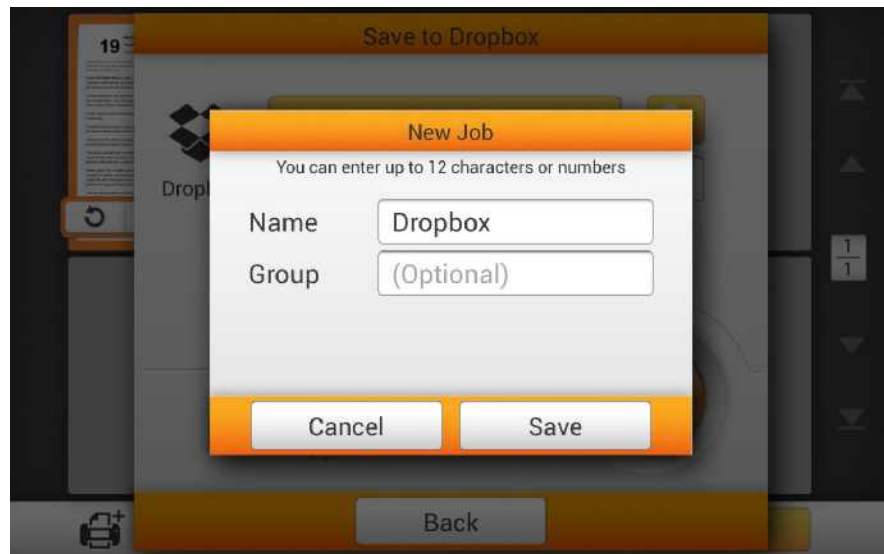 19
Save to Dropbox
New Job
You can enter up to 12 characters or numbers
Name
Dropbox
Group
(Optional)
1
1
Cancel
Save
Back